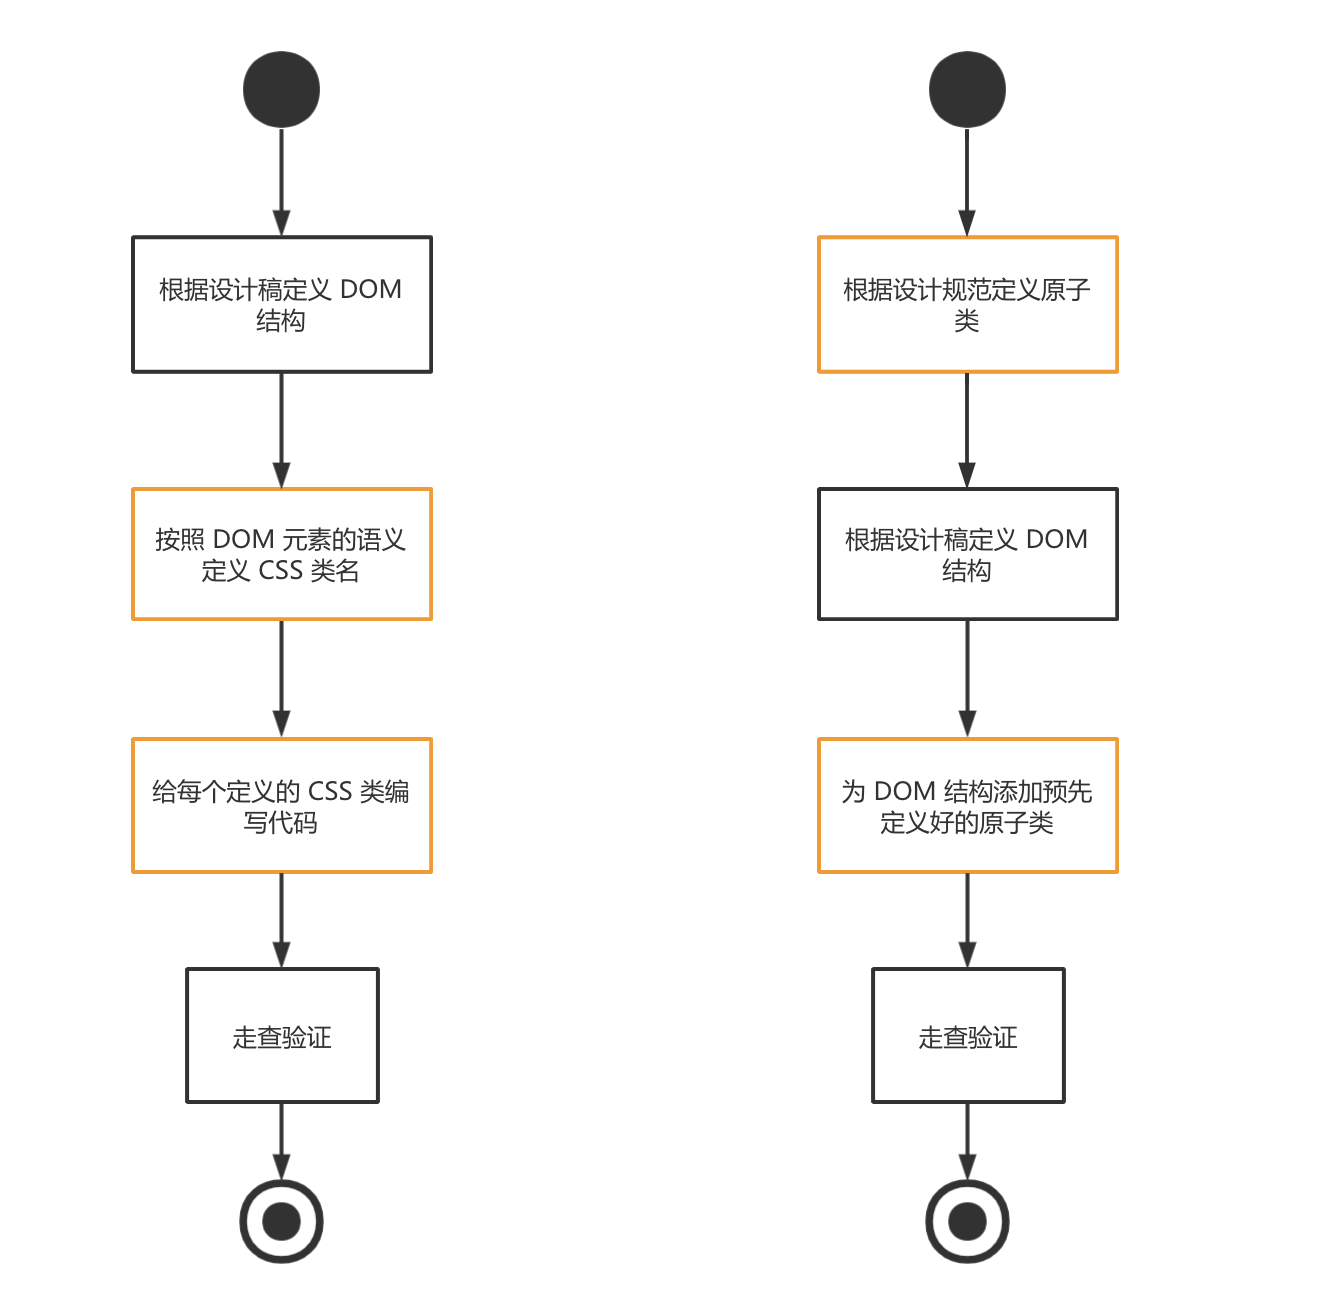 根据设计稿定义 DOM
结构
按照 DOM 元素的语义
定义 CSS 类名
给每个定义的 CSS 类编
写代码
走查验证
根据设计规范定义原子
类
根据设计稿定义 DOM
结构
为 DOM 结构添加预先
定义好的原子类
走查验证